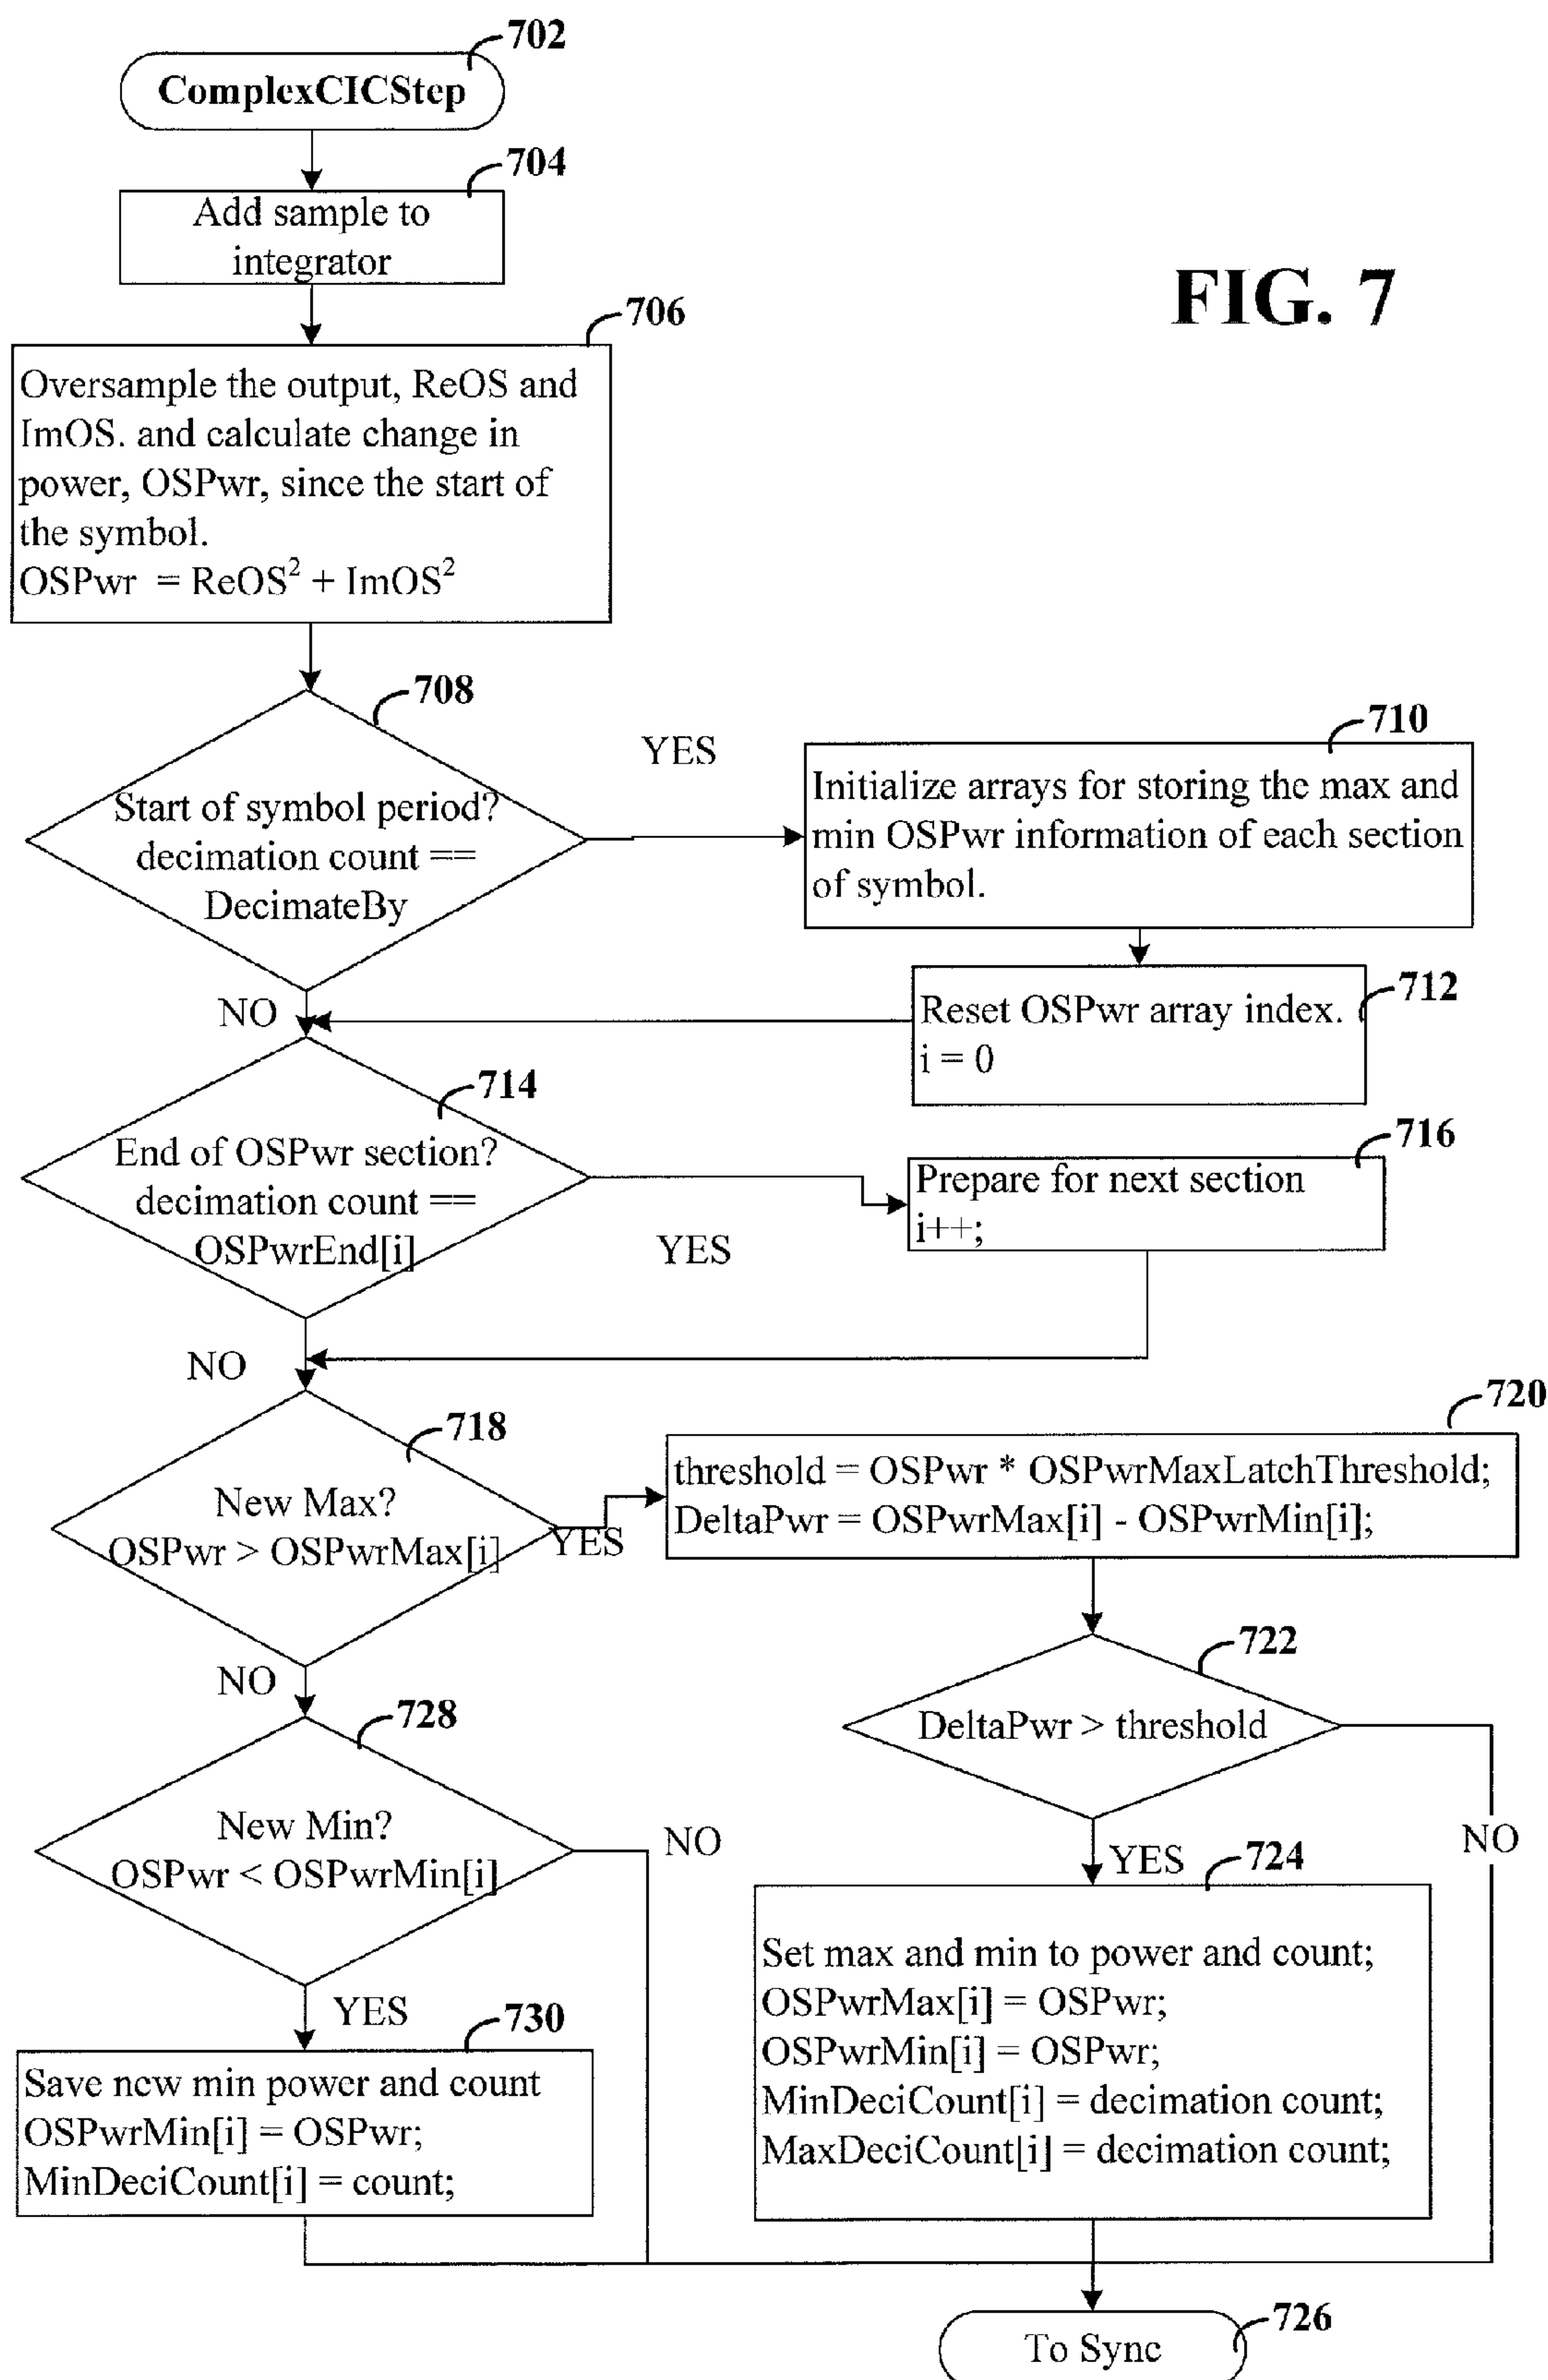 702
ComplexCICStep
704
Add sample to
integrator
FIG. 7
706
Oversample the output, ReOS and
ImOS. and calculate change in
power, OSPwr, since the start of
the symbol.
OSPwr = ReOS² + ImOS²
708
Start of symbol period?
decimation count ==
DecimateBy
YES
710
Initialize arrays for storing the max and
min OSPwr information of each section
of symbol.
NO
712
Reset OSPwr array index.
i = 0
714
End of OSPwr section?
decimation count ==
OSPwrEnd[i]
YES
716
Prepare for next section
i++;
NO
718
New Max?
OSPwr > OSPwrMax[i]
YES
720
threshold = OSPwr * OSPwrMaxLatchThreshold;
DeltaPwr = OSPwrMax[i] - OSPwrMin[i];
722
DeltaPwr > threshold
NO
YES
NO
728
New Min?
OSPwr < OSPwrMin[i]
NO
YES
724
Set max and min to power and count;
OSPwrMax[i] = OSPwr;
OSPwrMin[i] = OSPwr;
MinDeciCount[i] = decimation count;
MaxDeciCount[i] = decimation count;
730
Save new min power and count
OSPwrMin[i] = OSPwr;
MinDeciCount[i] = count;
726
To Sync